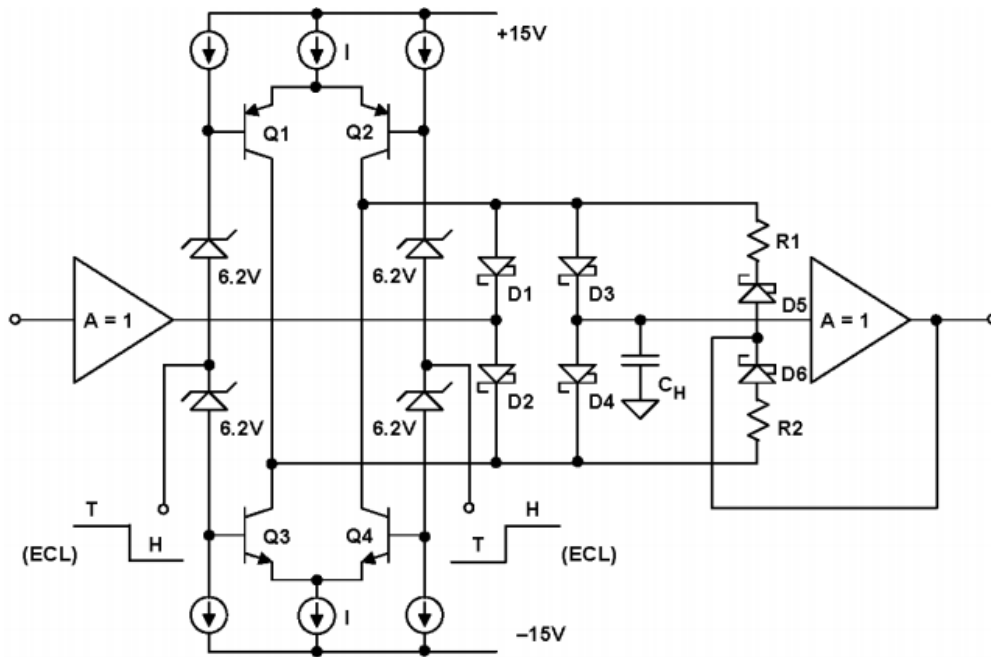 +15V
I
Q1
Q2
6.2V
6.2V
R1
D1
D3
D5
A = 1
A = 1
D2
D4
C H
D6
6.2V
6.2V
R2
T
H
(ECL)
Q3
Q4
H
T
(ECL)
I
–15V